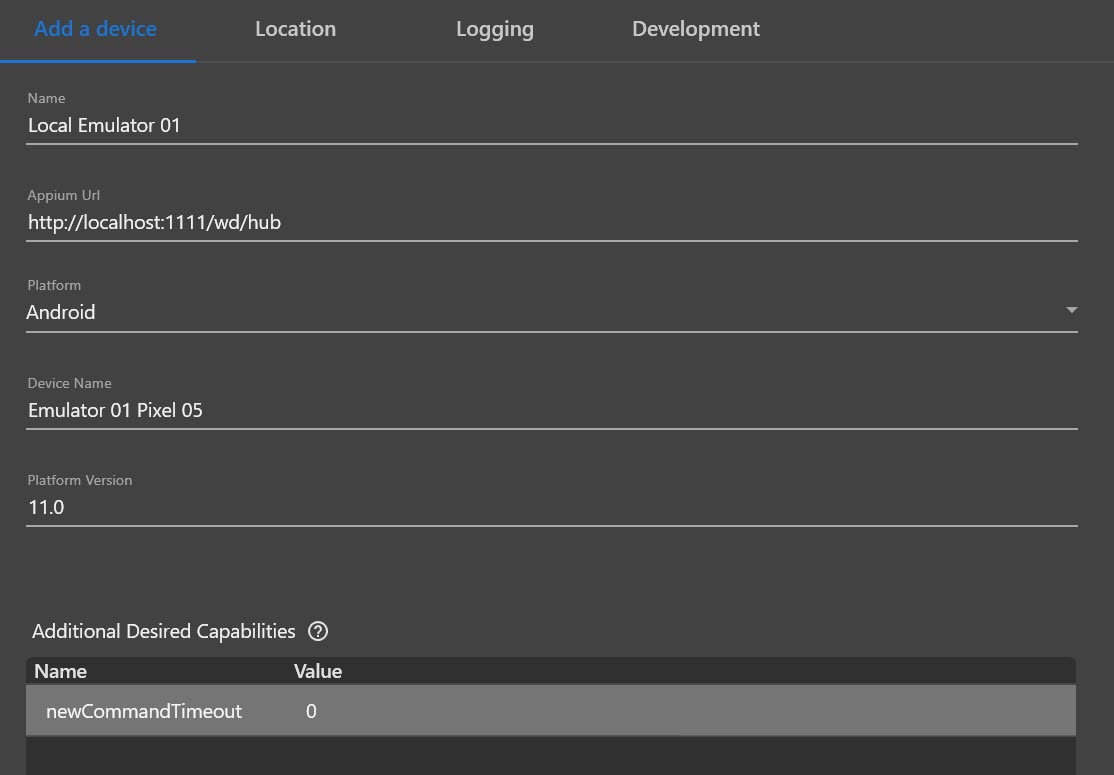 Add a device Location Logging Development
Name
Local Emulator 01
Appium Url
http://localhost:1111/wd/hub
Platform
Android
Device Name
Emulator 01 Pixel 05
Platform Version
11.0
Additional Desired Capabilities ?
Name Value
newCommandTimeout 0